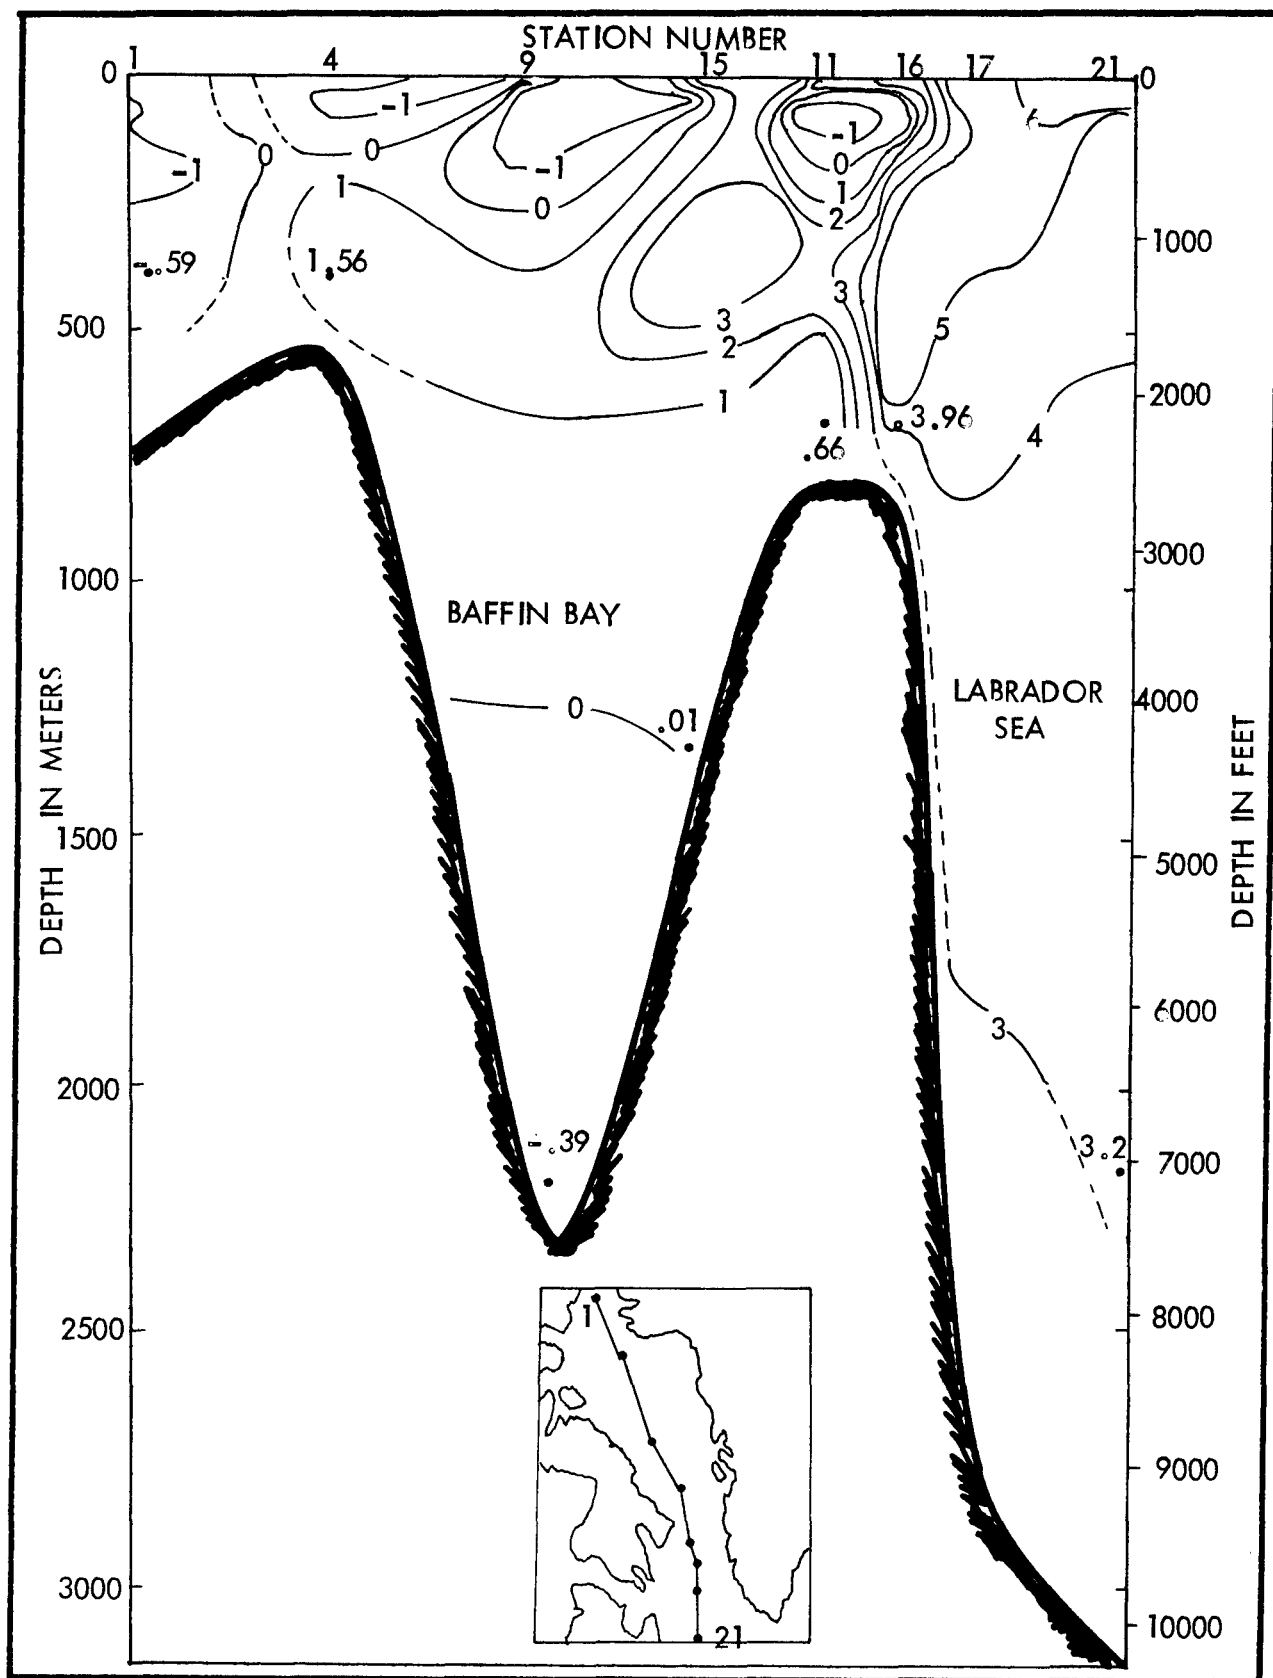 STATION NUMBER
1 4 9 15 11 16 17 21
0 0
-1 6
-1
0 0 -1 0
-1 1 0 1
2
-.59 1.56 1000
3
500 3 5
2
1 2000
3.96 4
.66
1000 3000
BAFFIN BAY
LABRADOR
SEA
0 .01 4000
DEPTH IN METERS
DEPTH IN FEET
1500 5000
3 6000
2000
-.39 3.2 7000
1
2500 8000
9000
3000
21 10000